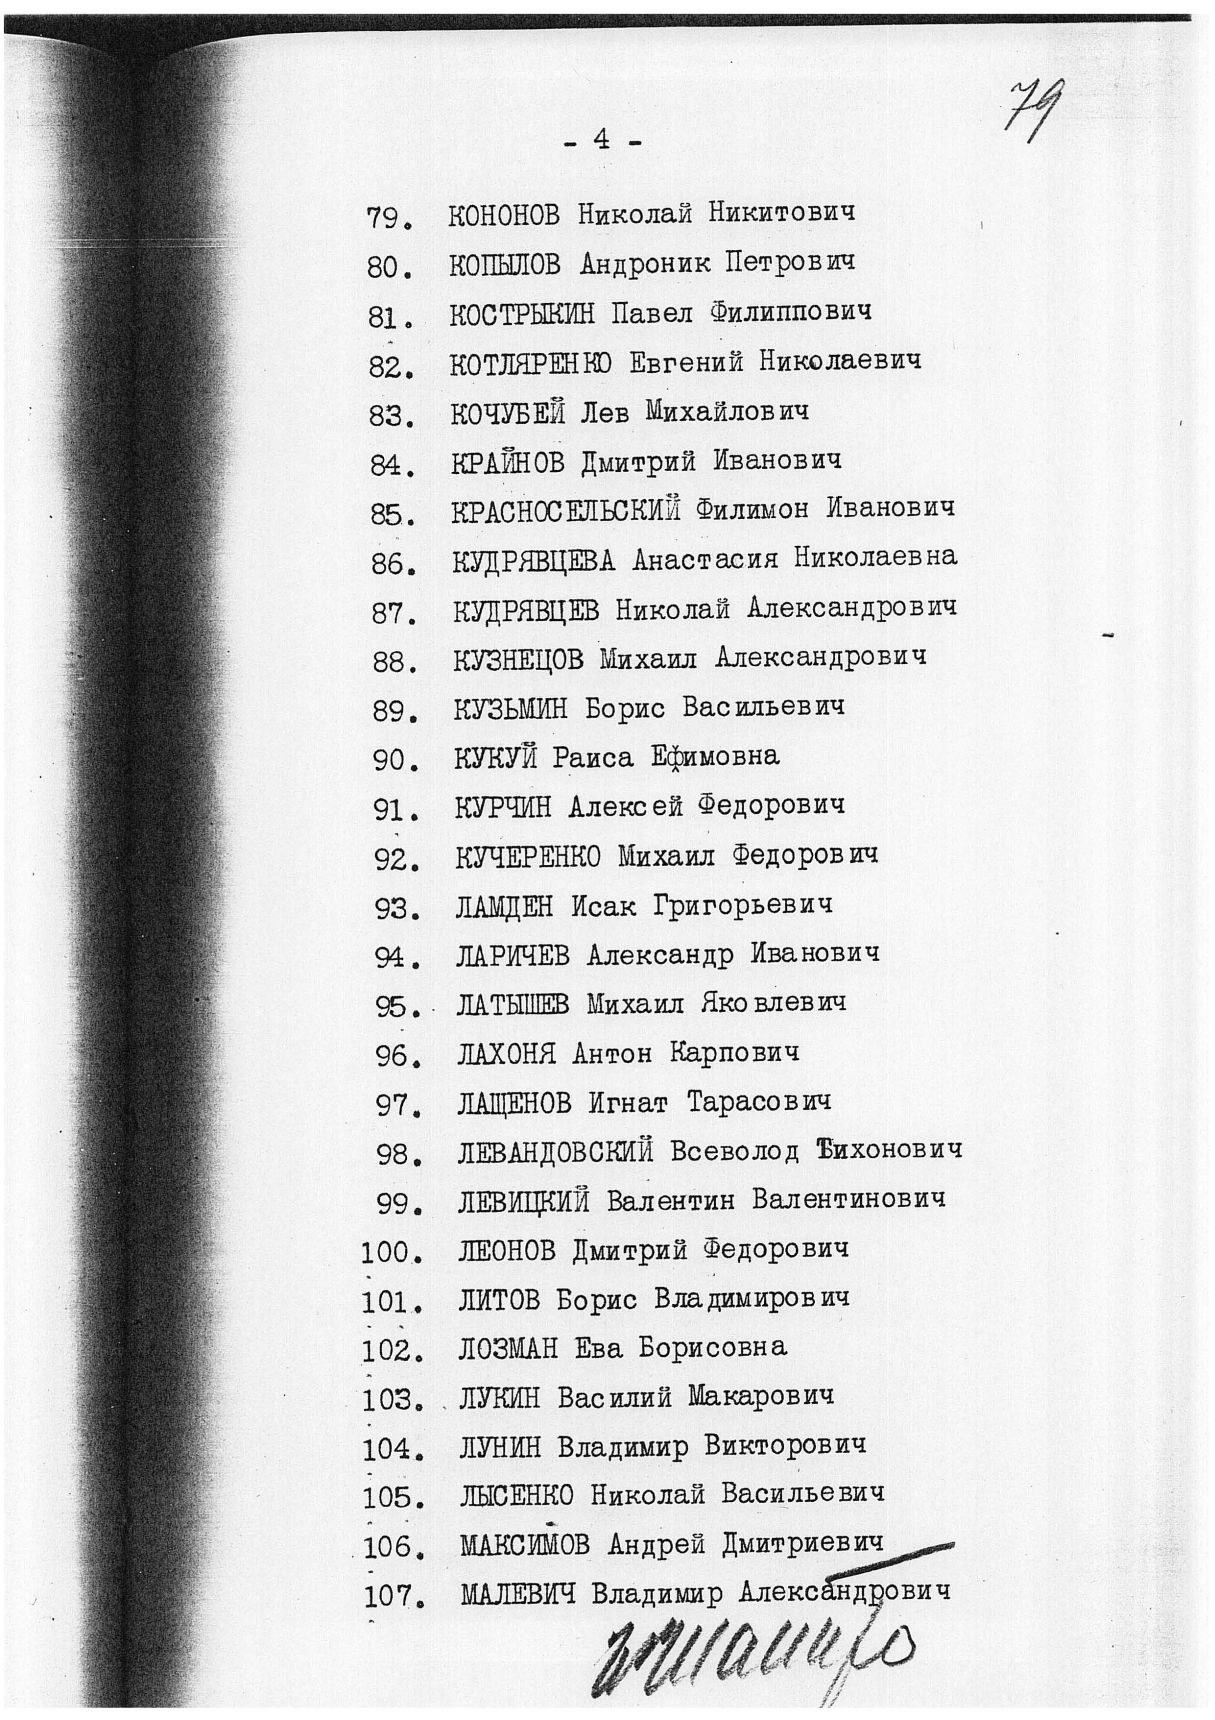 79
- 4 -
79. КОНОНОВ Николай Никитович
80. КОПЫЛОВ Андроник Петрович
81. КОСТРЫКИН Павел Филиппович
82. КОТЛЯРЕНКО Евгений Николаевич
83. КОЧУБЕЙ Лев Михайлович
84. КРАЙНОВ Дмитрий Иванович
85. КРАСНОСЕЛЬСКИЙ Филимон Иванович
86. КУДРЯВЦЕВА Анастасия Николаевна
87. КУДРЯВЦЕВ Николай Александрович
88. КУЗНЕЦОВ Михаил Александрович
89. КУЗЬМИН Борис Васильевич
90. КУКУЙ Раиса Ефимовна
91. КУРЧИН Алексей Федорович
92. КУЧЕРЕНКО Михаил Федорович
93. ЛАМДЕН Исак Григорьевич
94. ЛАРИЧЕВ Александр Иванович
95. ЛАТЫШЕВ Михаил Яковлевич
96. ЛАХОНЯ Антон Карпович
97. ЛАЩЕНОВ Игнат Тарасович
98. ЛЕВАНДОВСКИЙ Всеволод Тихонович
99. ЛЕВИЦКИЙ Валентин Валентинович
100. ЛЕОНОВ Дмитрий Федорович
101. ЛИТОВ Борис Владимирович
102. ЛОЗМАН Ева Борисовна
103. ЛУКИН Василий Макарович
104. ЛУНИН Владимир Викторович
105. ЛЫСЕНКО Николай Васильевич
106. МАКСИМОВ Андрей Дмитриевич
107. МАЛЕВИЧ Владимир Александрович